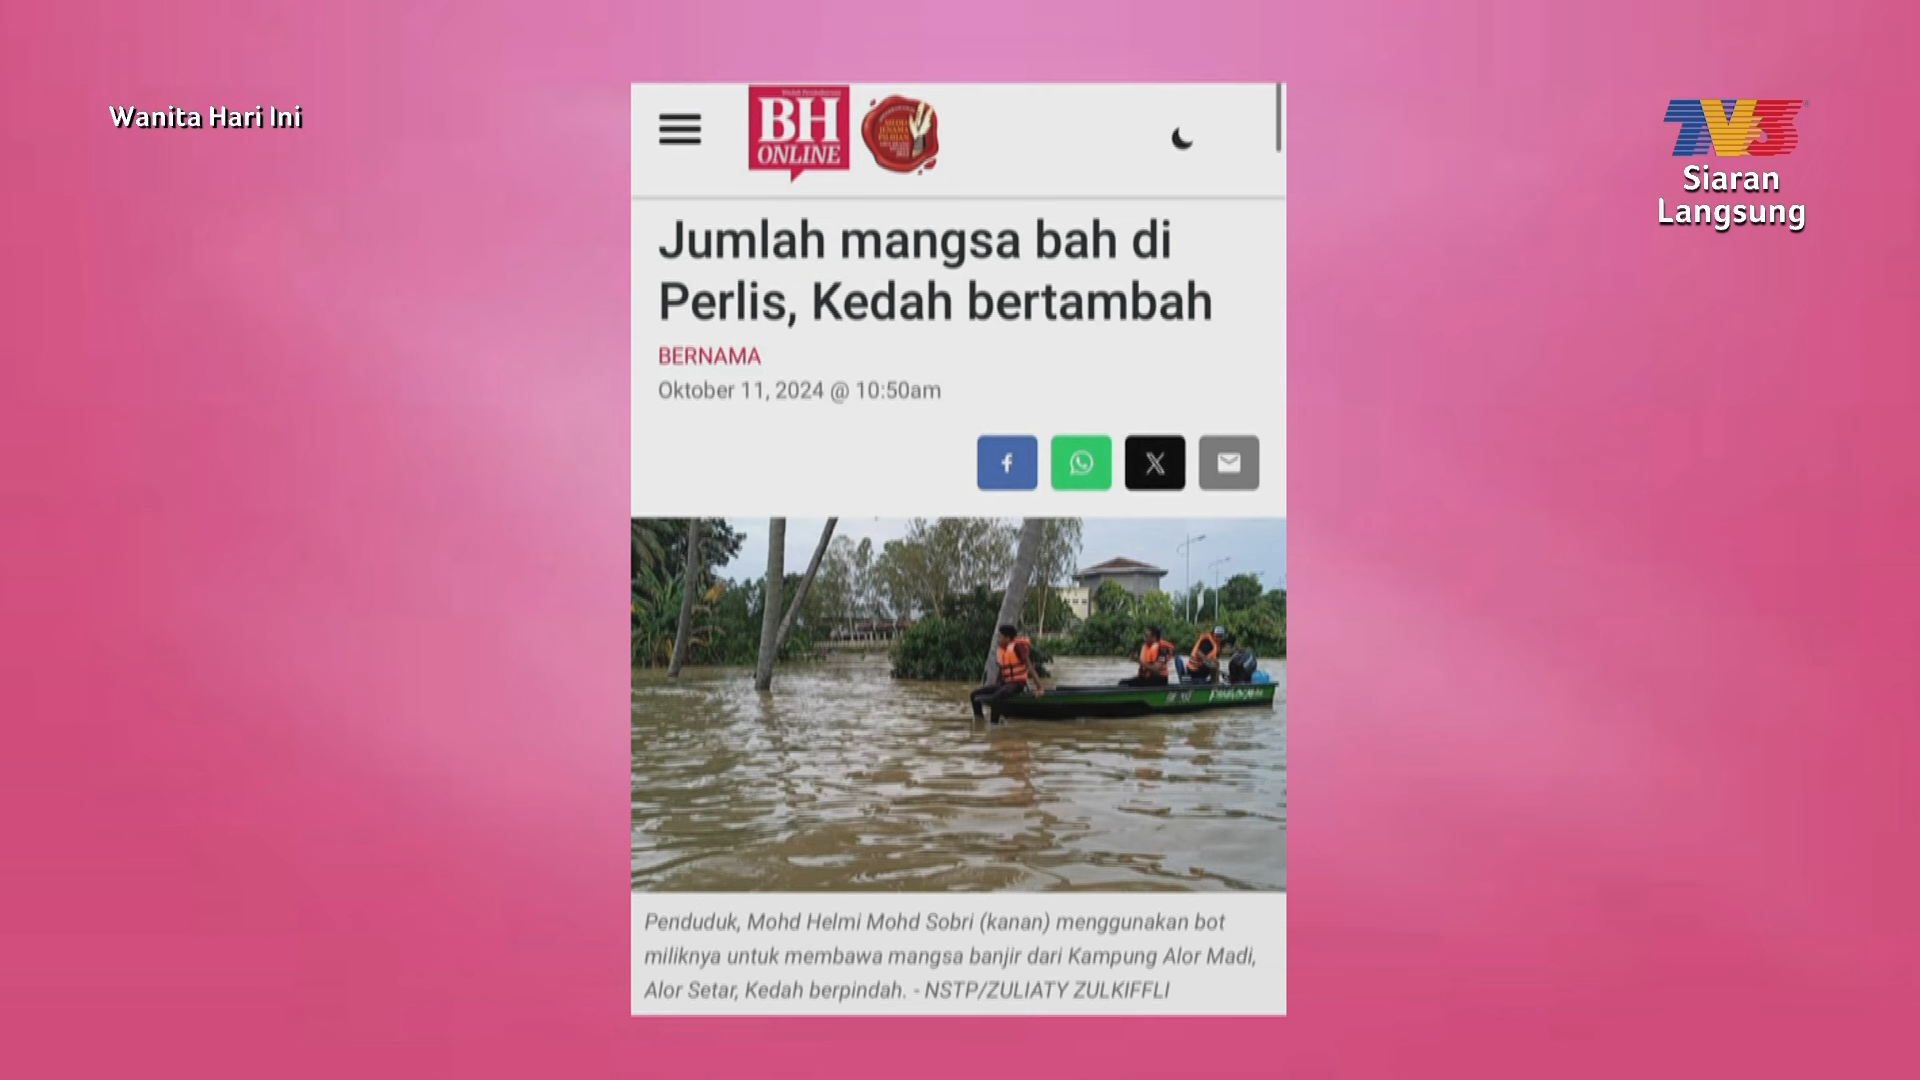 Wanita Hari Ini
TV3
Siaran
Langsung
BH
ONLINE
Jumlah mangsa bah di
Perlis, Kedah bertambah
BERNAMA
Oktober 11, 2024 @ 10:50am
Penduduk, Mohd Helmi Mohd Sobri (kanan) menggunakan bot
miliknya untuk membawa mangsa banjir dari Kampung Alor Madi,
Alor Setar, Kedah berpindah. - NSTP/ZULIATY ZULKIFFLI